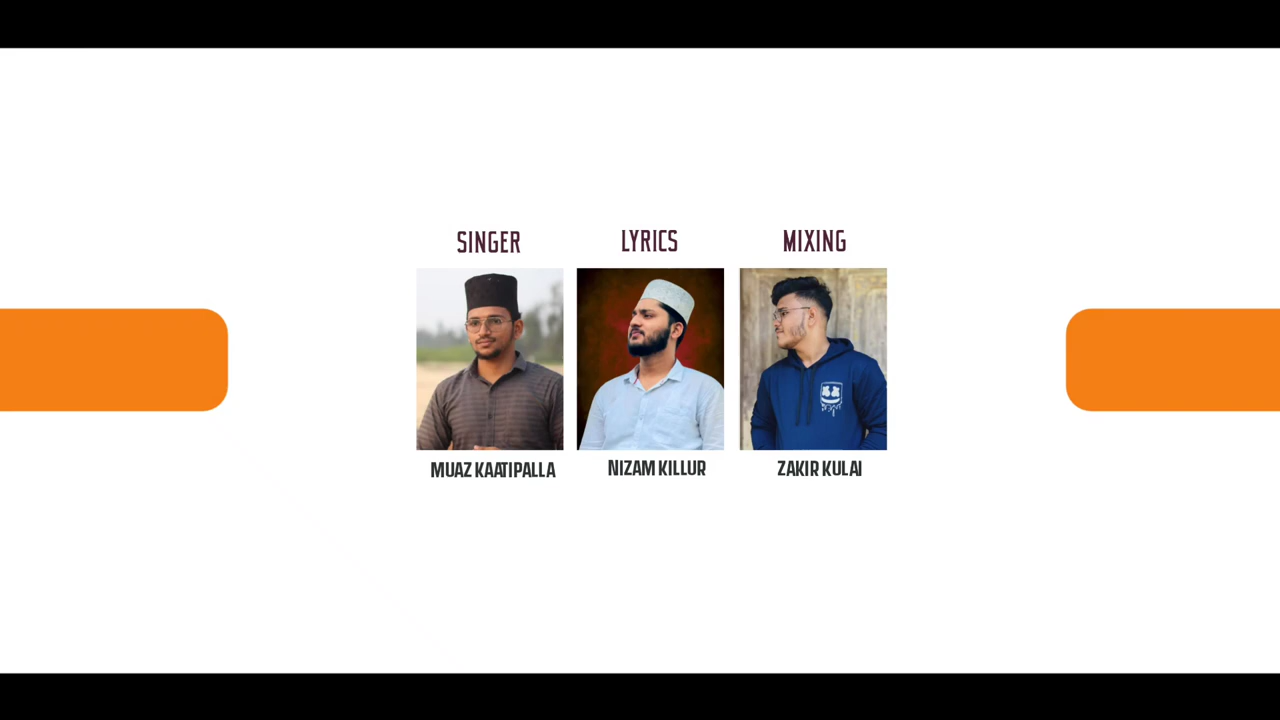 SINGER
LYRICS
MIXING
MUAZ KAATIPALLA
NIZAM KILLUR
ZAKIR KULAI